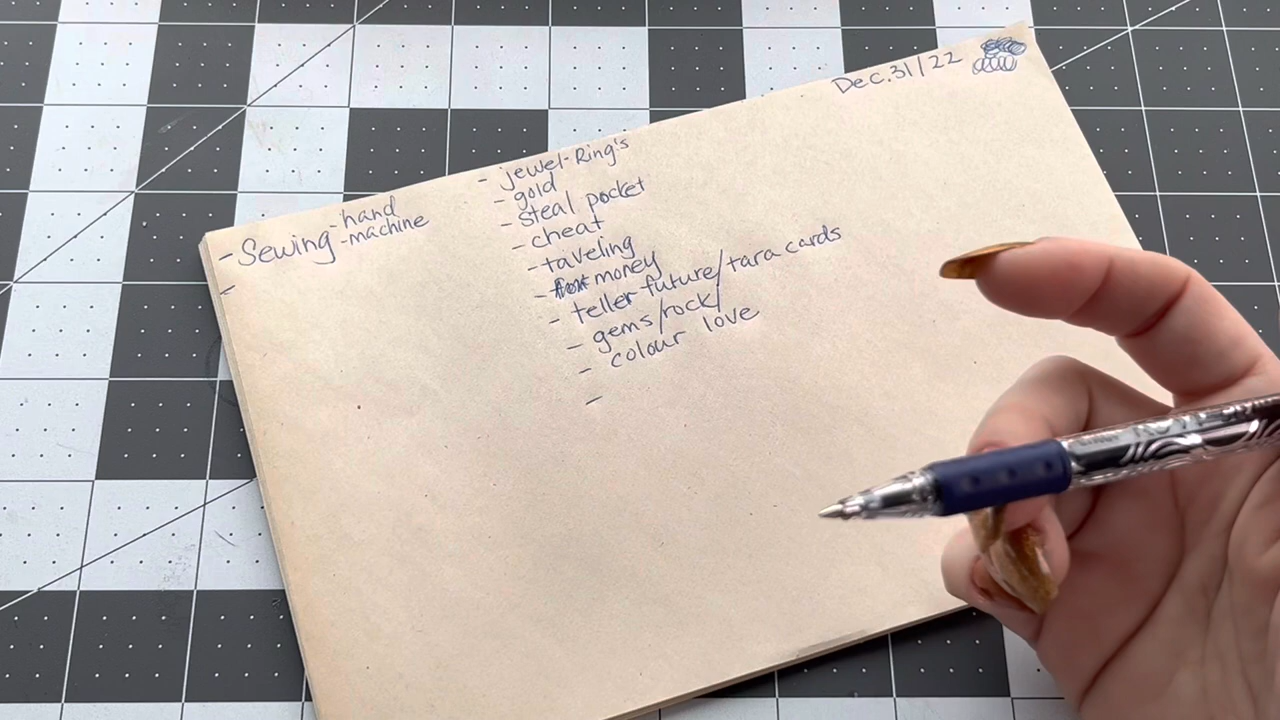 Dec.31/22
- Sewing -hand
-machine
-
- jewel-Ring's
- gold
- steal pocket
- cheat
- taveling
- money
- teller future/tara cards
- gems/rock/
- colour love
-